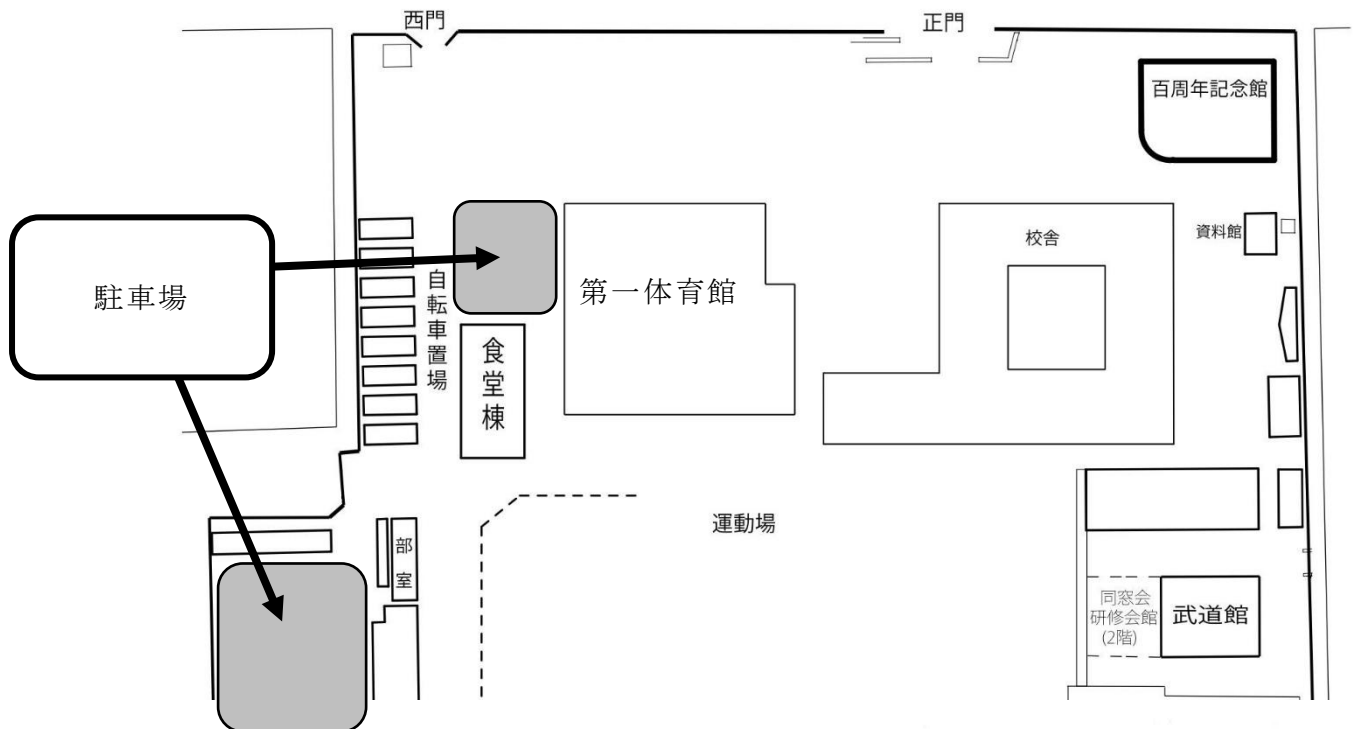 西門
正門
百周年記念館
資料館
校舎
駐車場
第一体育館
自転車置場
食堂棟
運動場
部室
同窓会
研修会館
(2階)
武道館